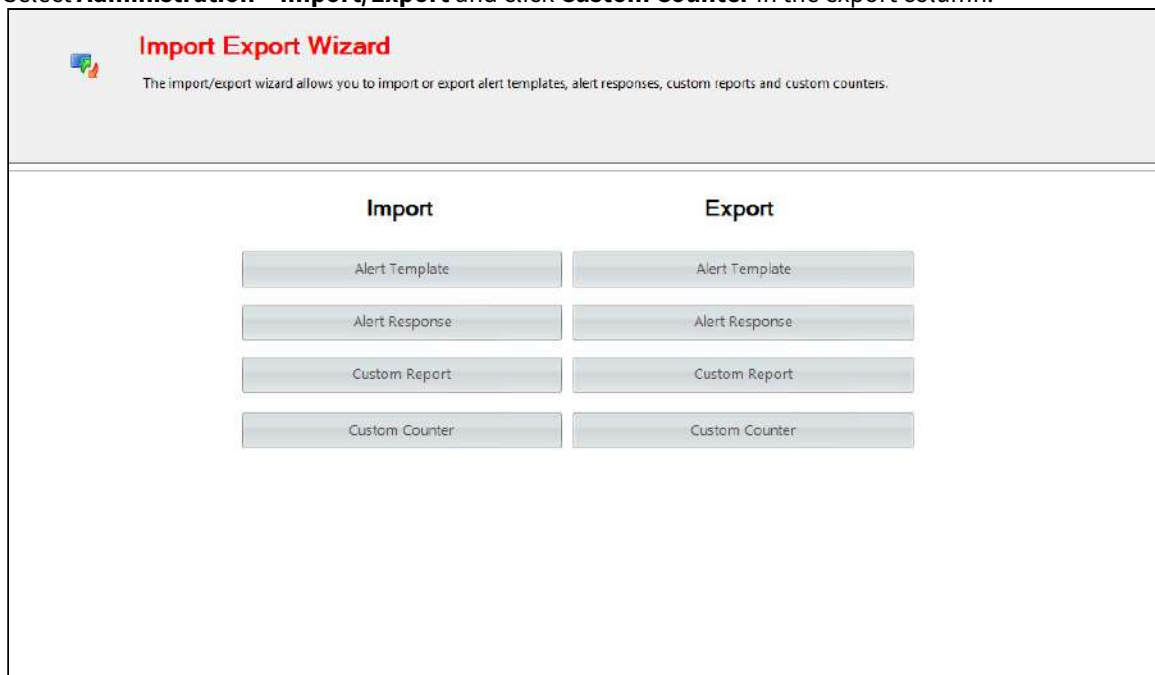 Select Administration > Import/Export and click Custom Counter in the export column.
Import Export Wizard
The import/export wizard allows you to import or export alert templates, alert responses, custom reports and custom counters.
Import Export
Alert Template Alert Template
Alert Response Alert Response
Custom Report Custom Report
Custom Counter Custom Counter